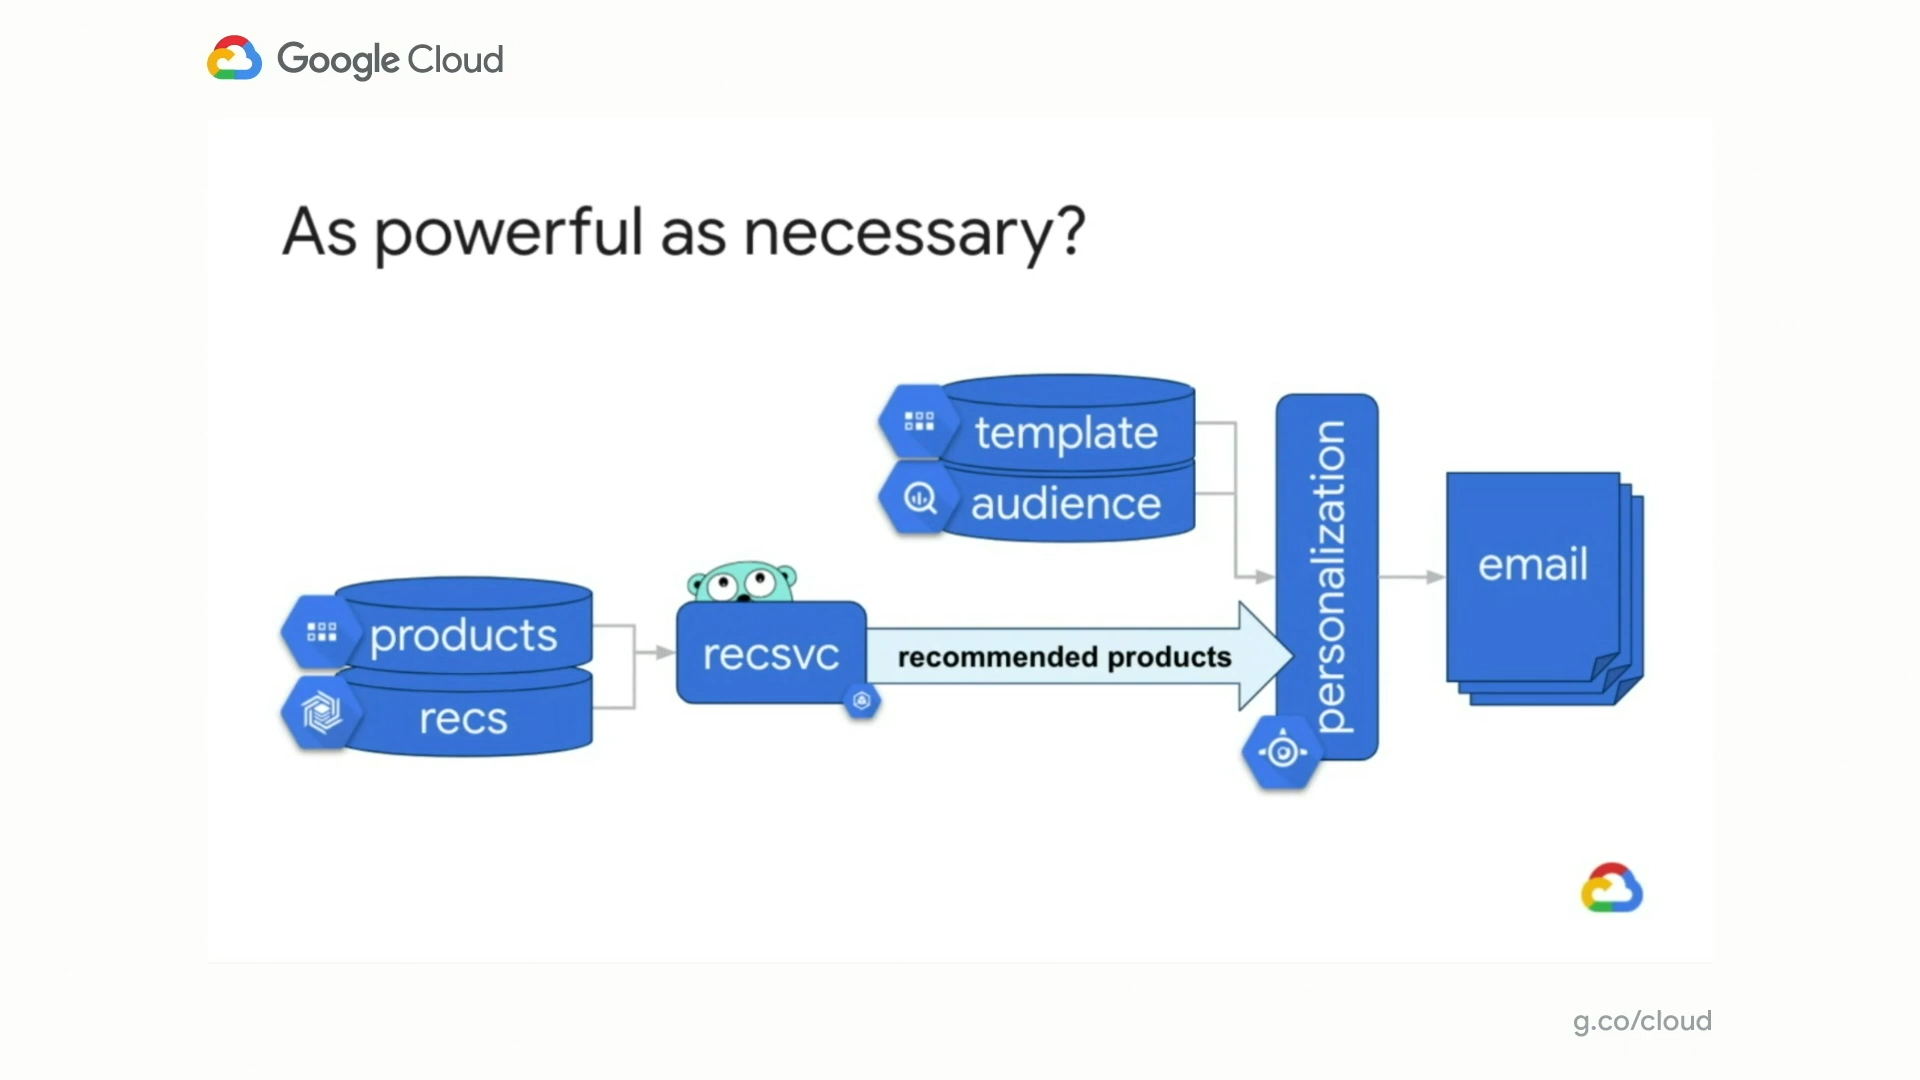 Google Cloud
As powerful as necessary?
template
audience
products
recs
recsvc
recommended products
personalization
email
g.co/cloud